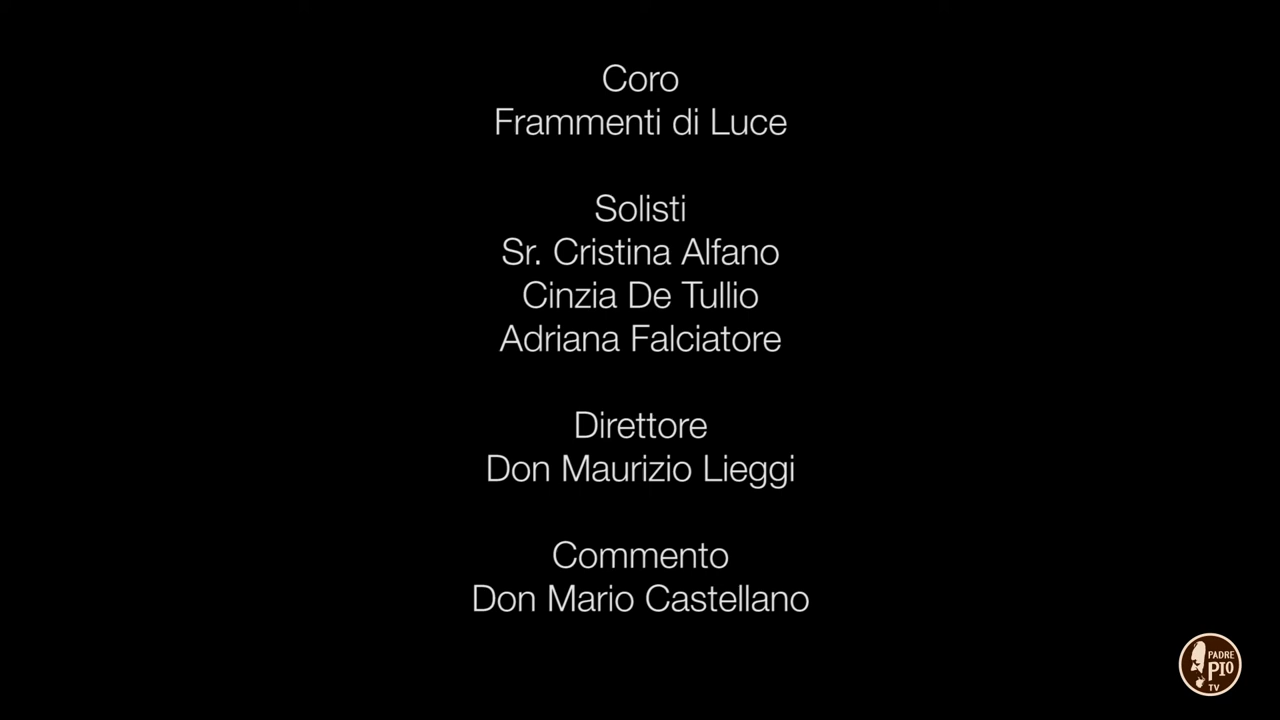 Coro
Frammenti di Luce
Solisti
Sr. Cristina Alfano
Cinzia De Tullio
Adriana Falciatore
Direttore
Don Maurizio Lieggi
Commento
Don Mario Castellano
PADRE
PIO
TV